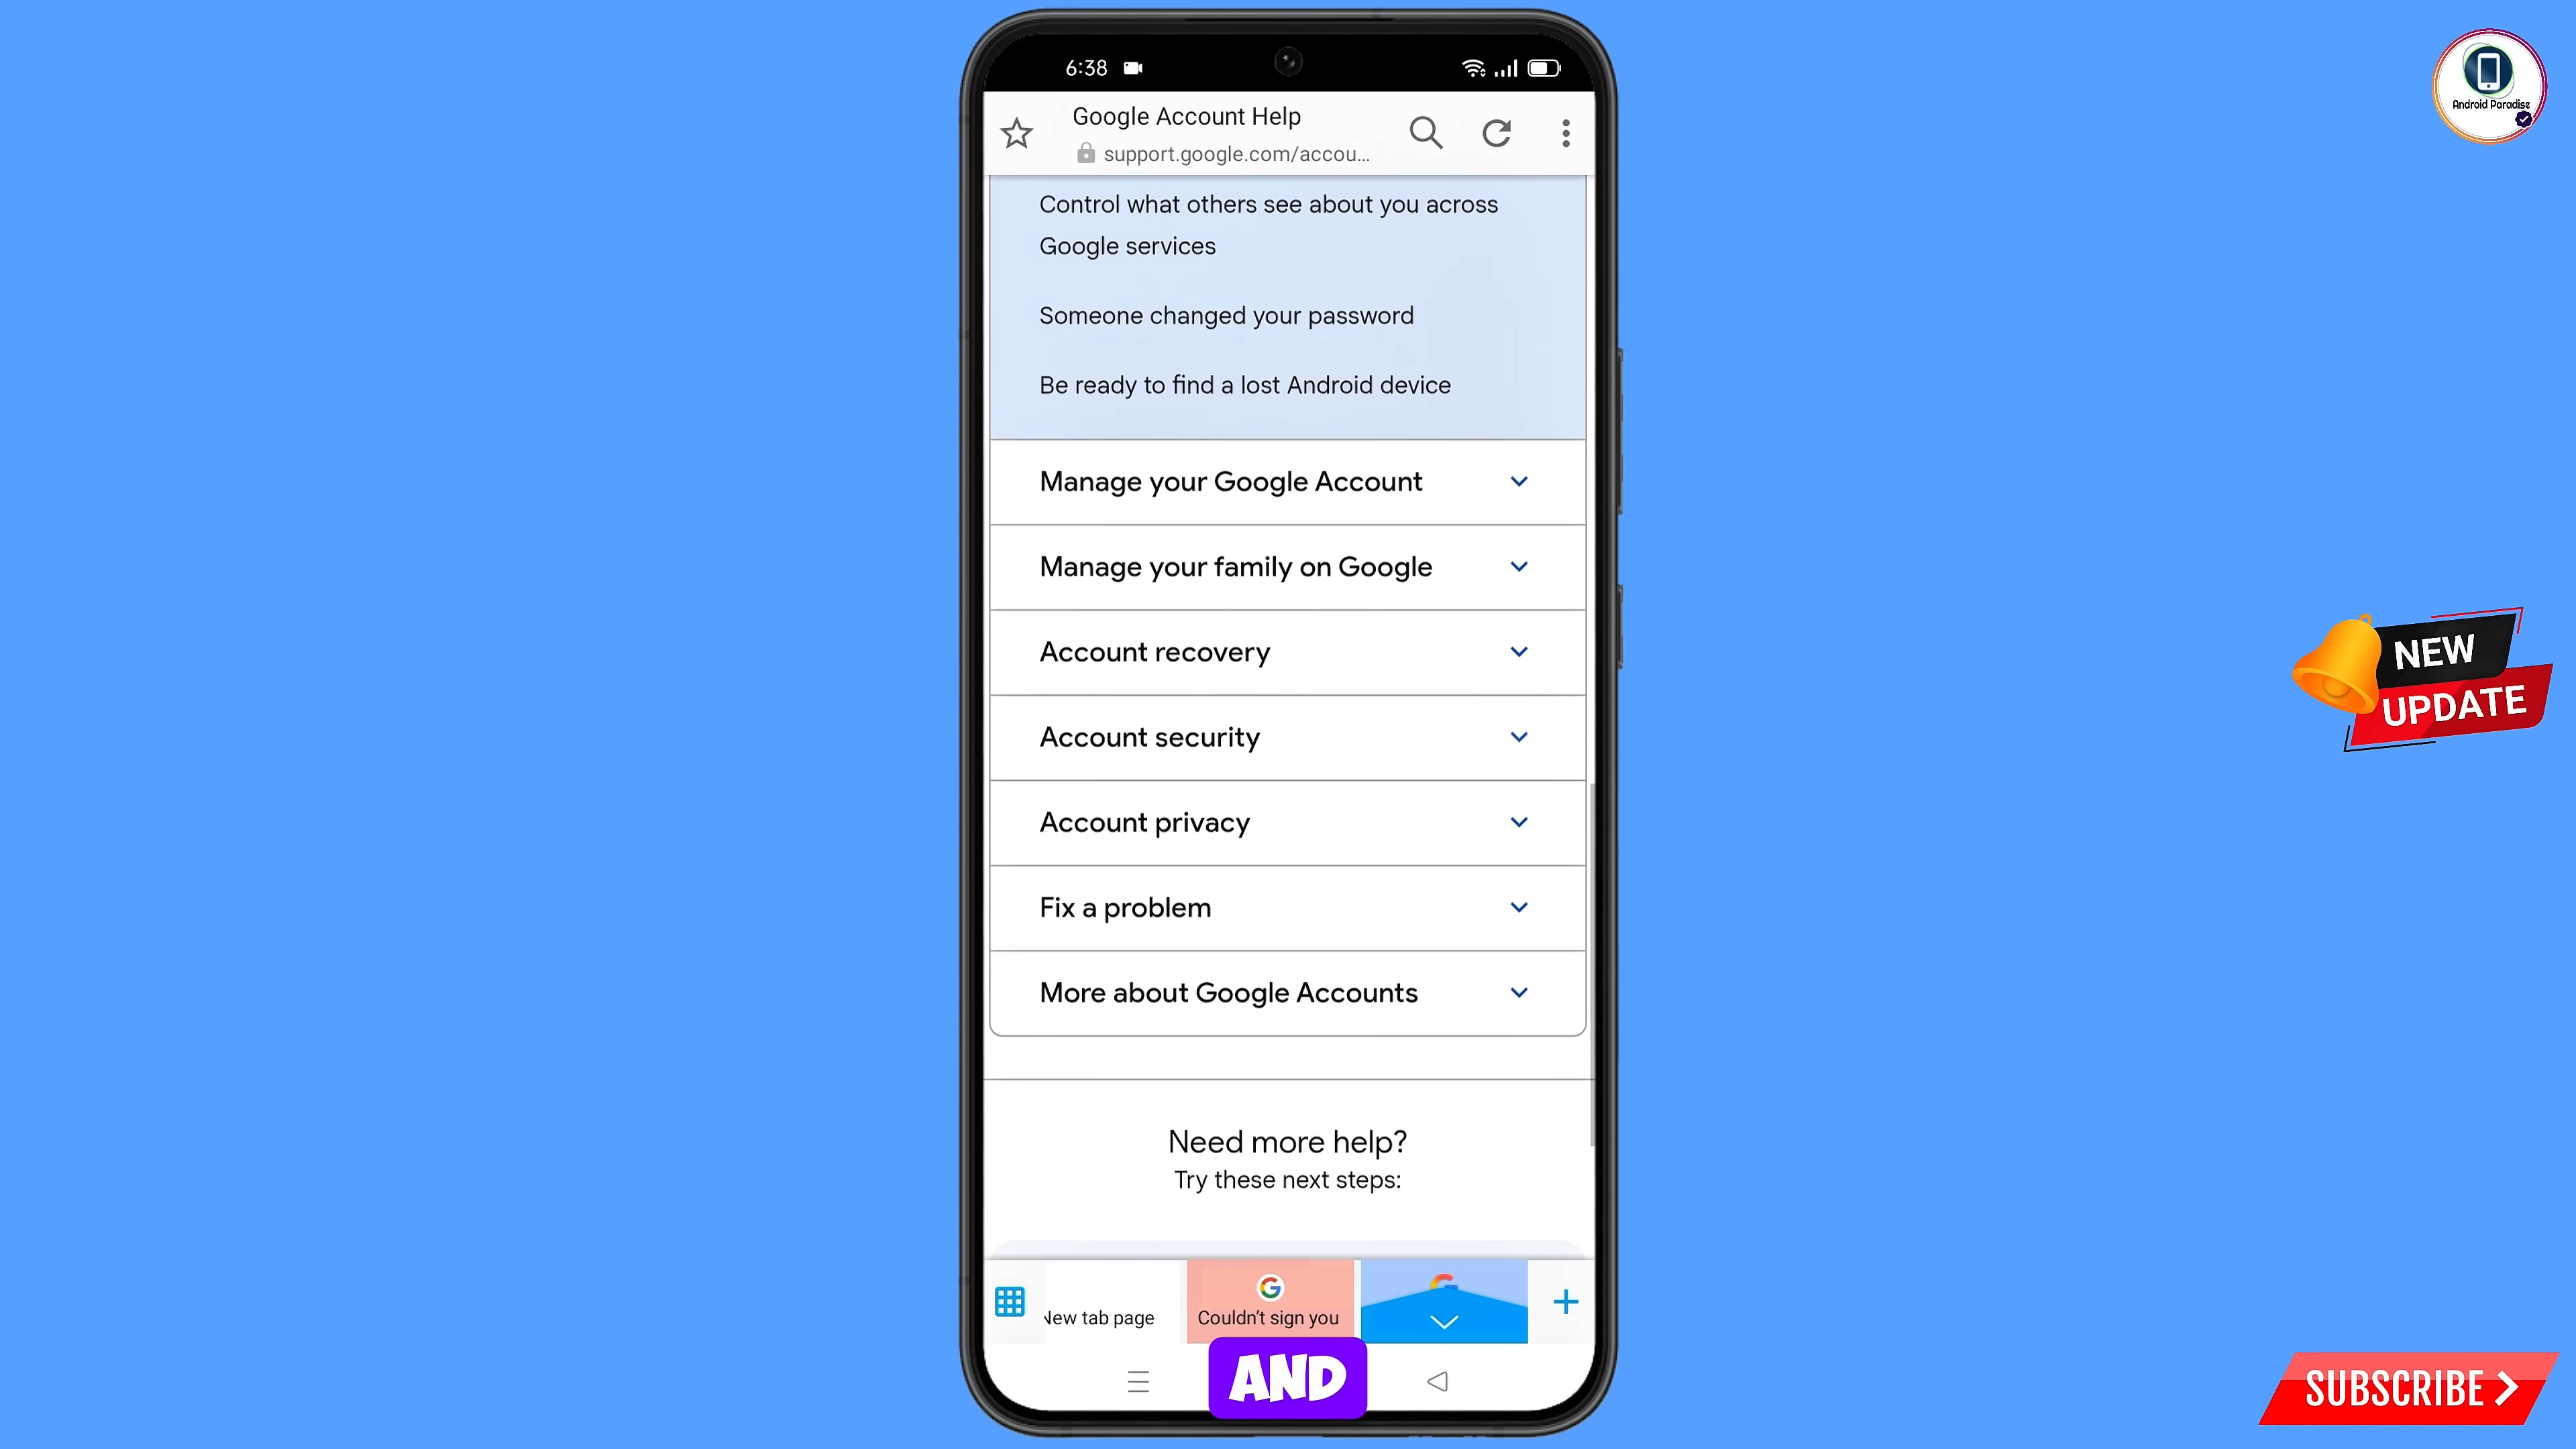 6:38
Google Account Help
support.google.com/accou...
Control what others see about you across
Google services
Someone changed your password
Be ready to find a lost Android device
Manage your Google Account
Manage your family on Google
Account recovery
Account security
Account privacy
Fix a problem
More about Google Accounts
Need more help?
Try these next steps:
New tab page
Couldn't sign you
AND
Android Paradise
NEW
UPDATE
SUBSCRIBE